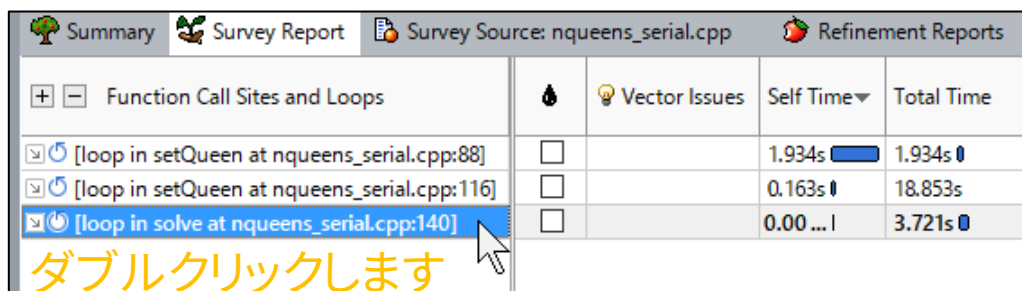 Summary Survey Report Survey Source: nqueens_serial.cpp Refinement Reports
Function Call Sites and Loops Vector Issues Self Time Total Time
[loop in setQueen at nqueens_serial.cpp:88] 1.934s 1.934s
[loop in setQueen at nqueens_serial.cpp:116] 0.163s 18.853s
[loop in solve at nqueens_serial.cpp:140] 0.00 ... 3.721s
ダブルクリックします